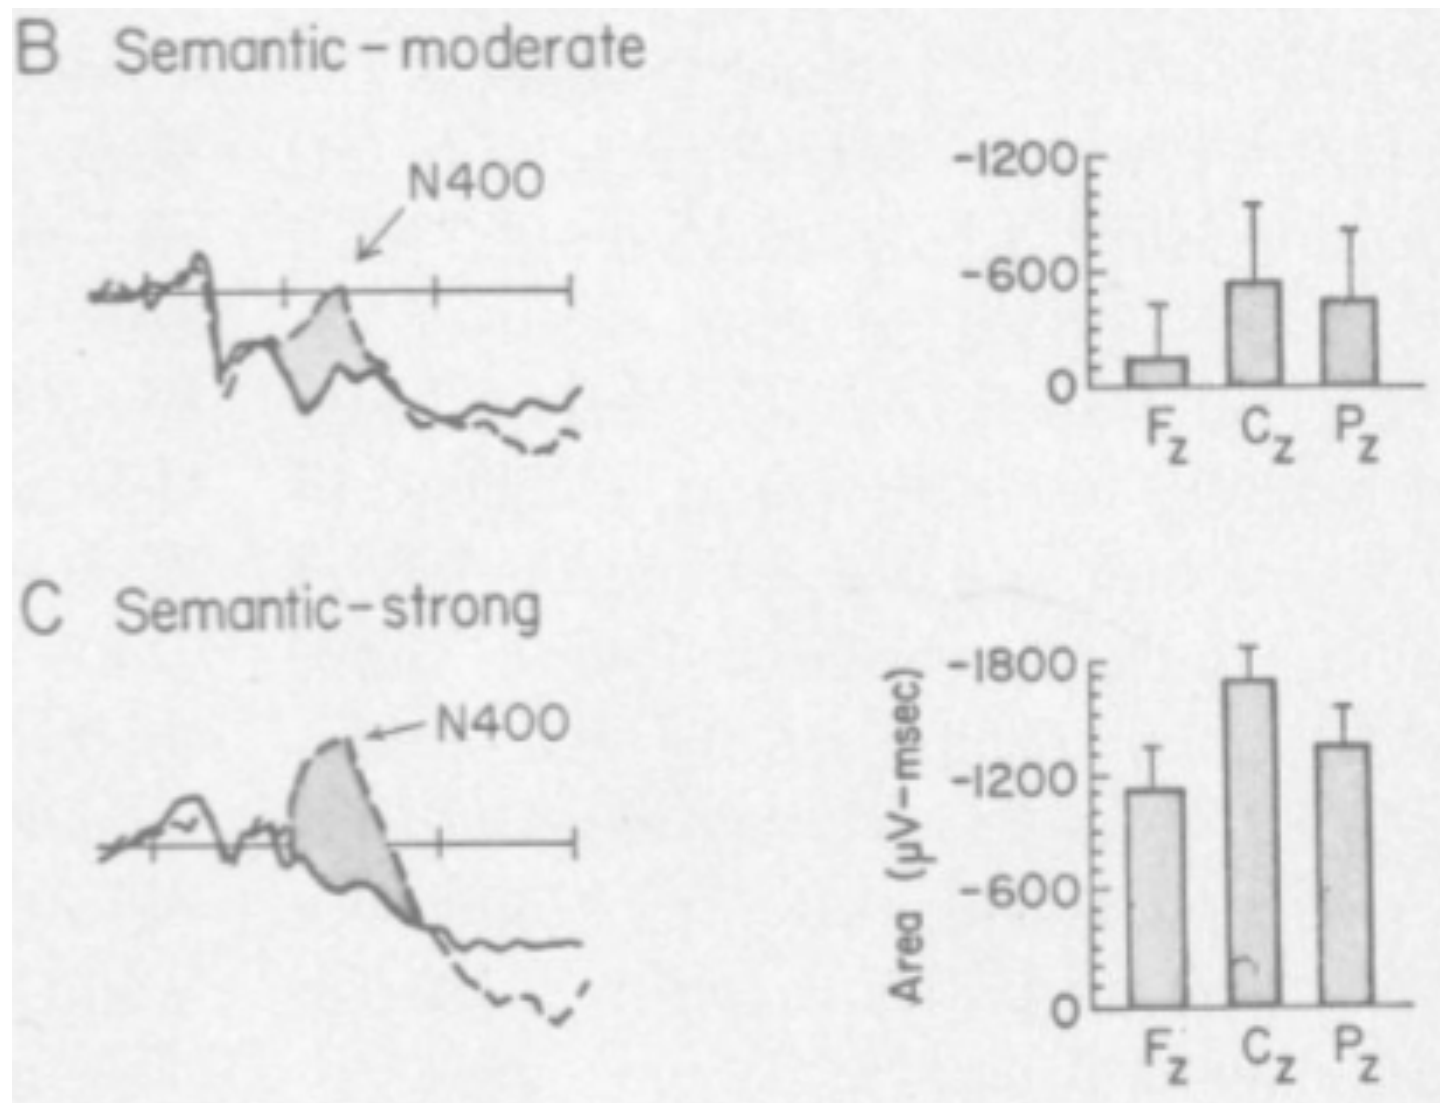 B Semantic-moderate
N400
-1200
-600
0
Fz Cz Pz
C Semantic-strong
N400
Area (μV-msec)
-1800
-1200
-600
0
Fz Cz Pz